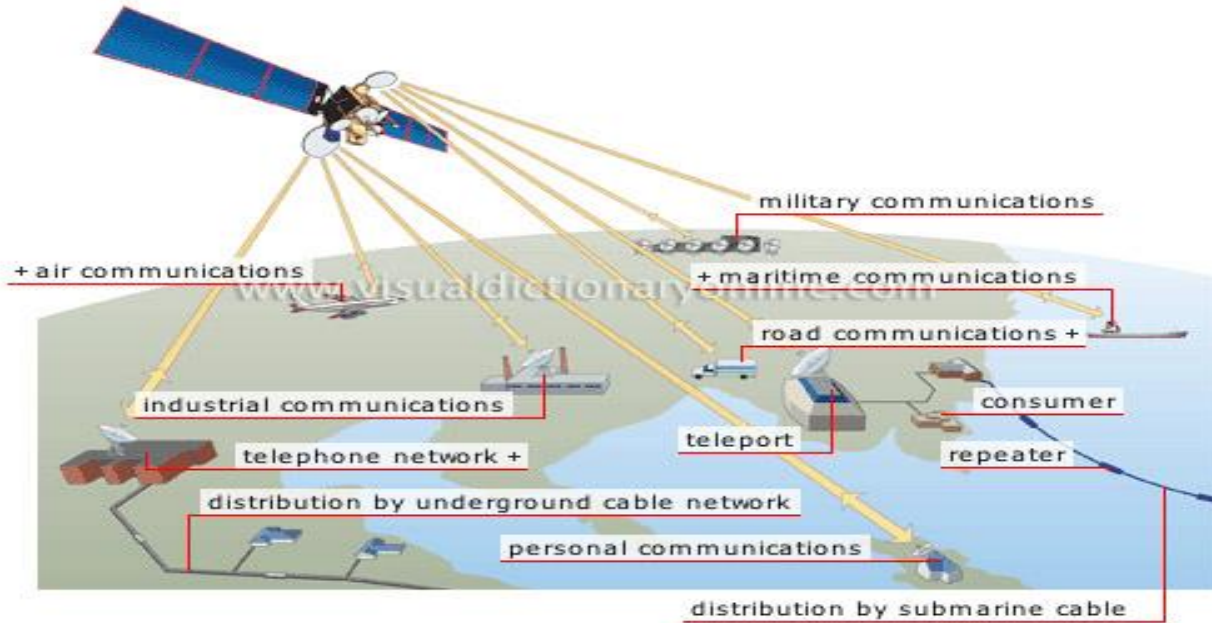 military communications
+ air communications
+ maritime communications
www.visualdictionaryonline.com
road communications +
industrial communications
consumer
teleport
telephone network +
repeater
distribution by underground cable network
personal communications
distribution by submarine cable